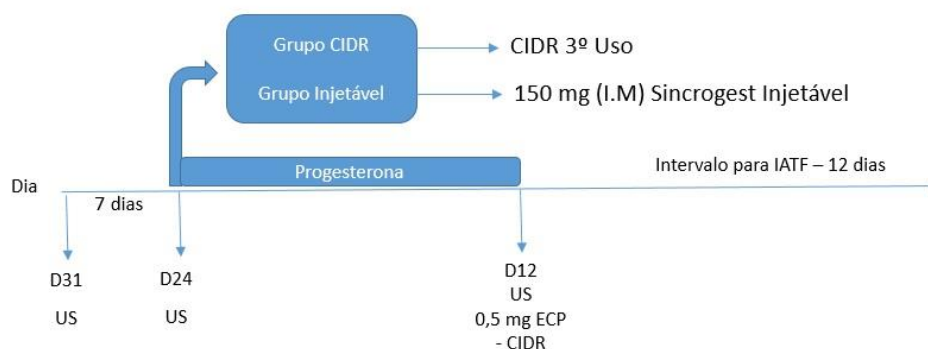 Grupo CIDR
CIDR 3º Uso
Grupo Injetável
150 mg (I.M) Sincrogest Injetável
Progesterona
Intervalo para IATF – 12 dias
Dia
7 dias
D31
US
D24
US
D12
US
0,5 mg ECP
- CIDR